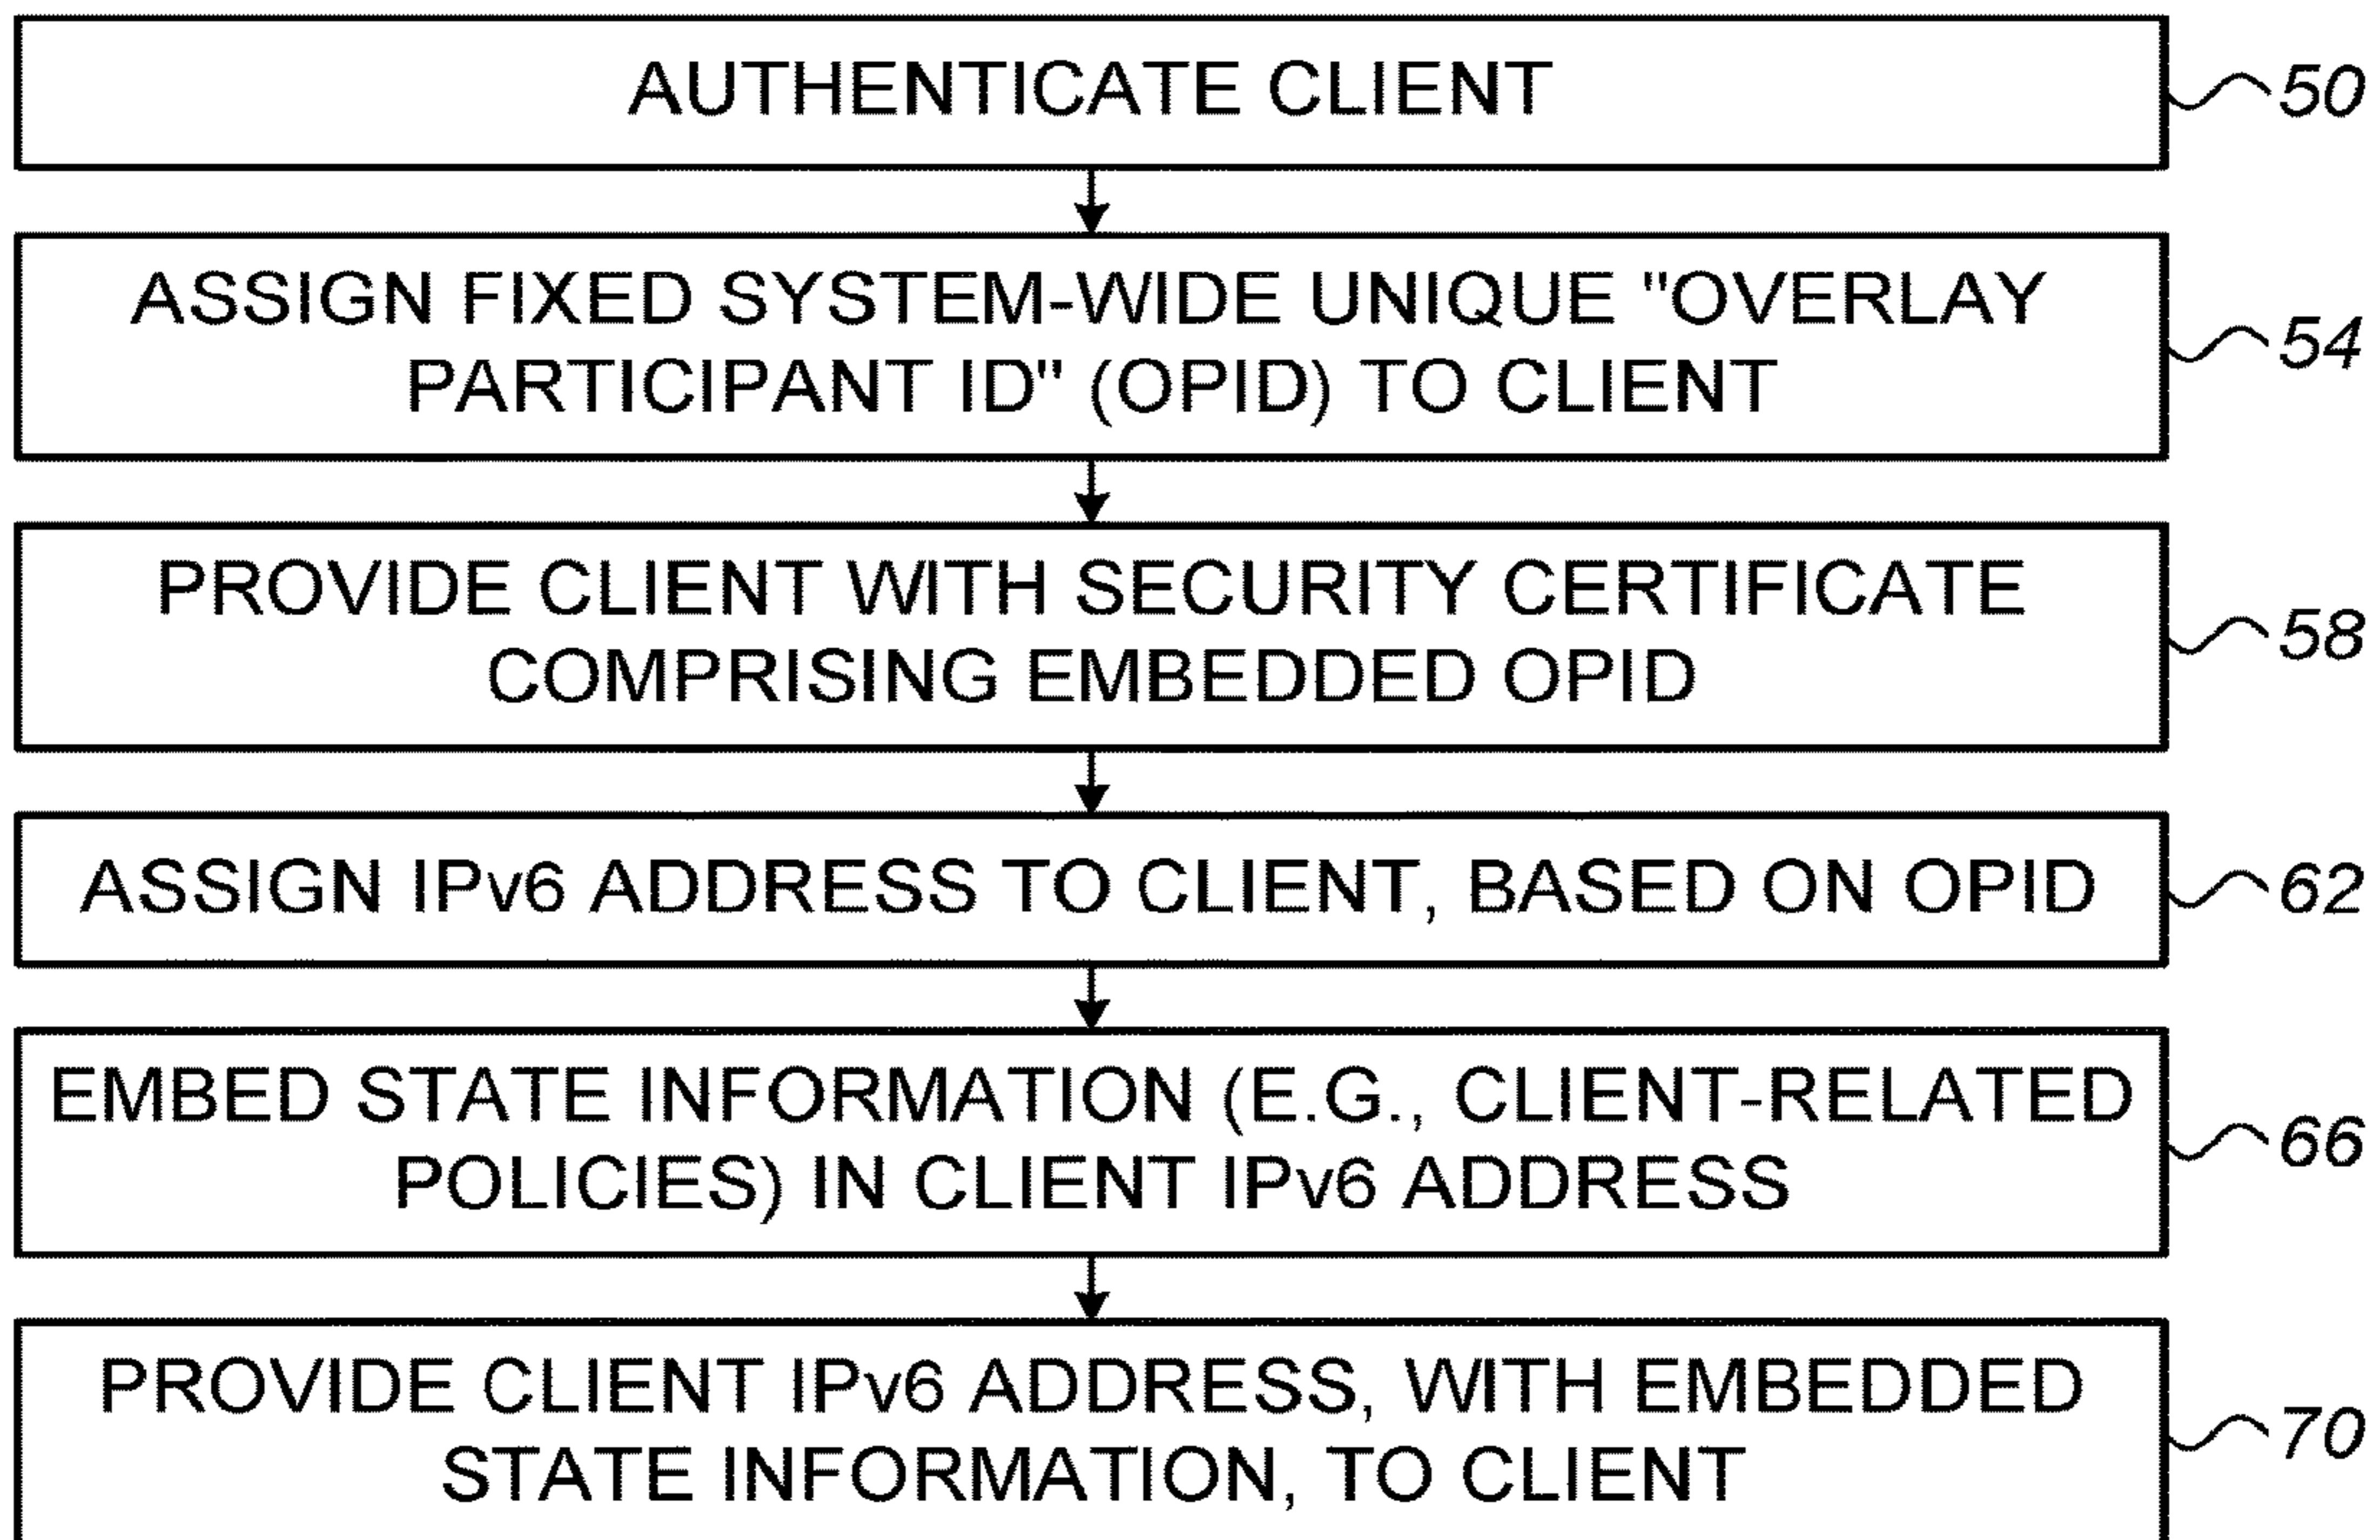 AUTHENTICATE CLIENT
50
ASSIGN FIXED SYSTEM-WIDE UNIQUE "OVERLAY
PARTICIPANT ID" (OPID) TO CLIENT
54
PROVIDE CLIENT WITH SECURITY CERTIFICATE
COMPRISING EMBEDDED OPID
58
ASSIGN IPv6 ADDRESS TO CLIENT, BASED ON OPID
62
EMBED STATE INFORMATION (E.G., CLIENT-RELATED
POLICIES) IN CLIENT IPv6 ADDRESS
66
PROVIDE CLIENT IPv6 ADDRESS, WITH EMBEDDED
STATE INFORMATION, TO CLIENT
70